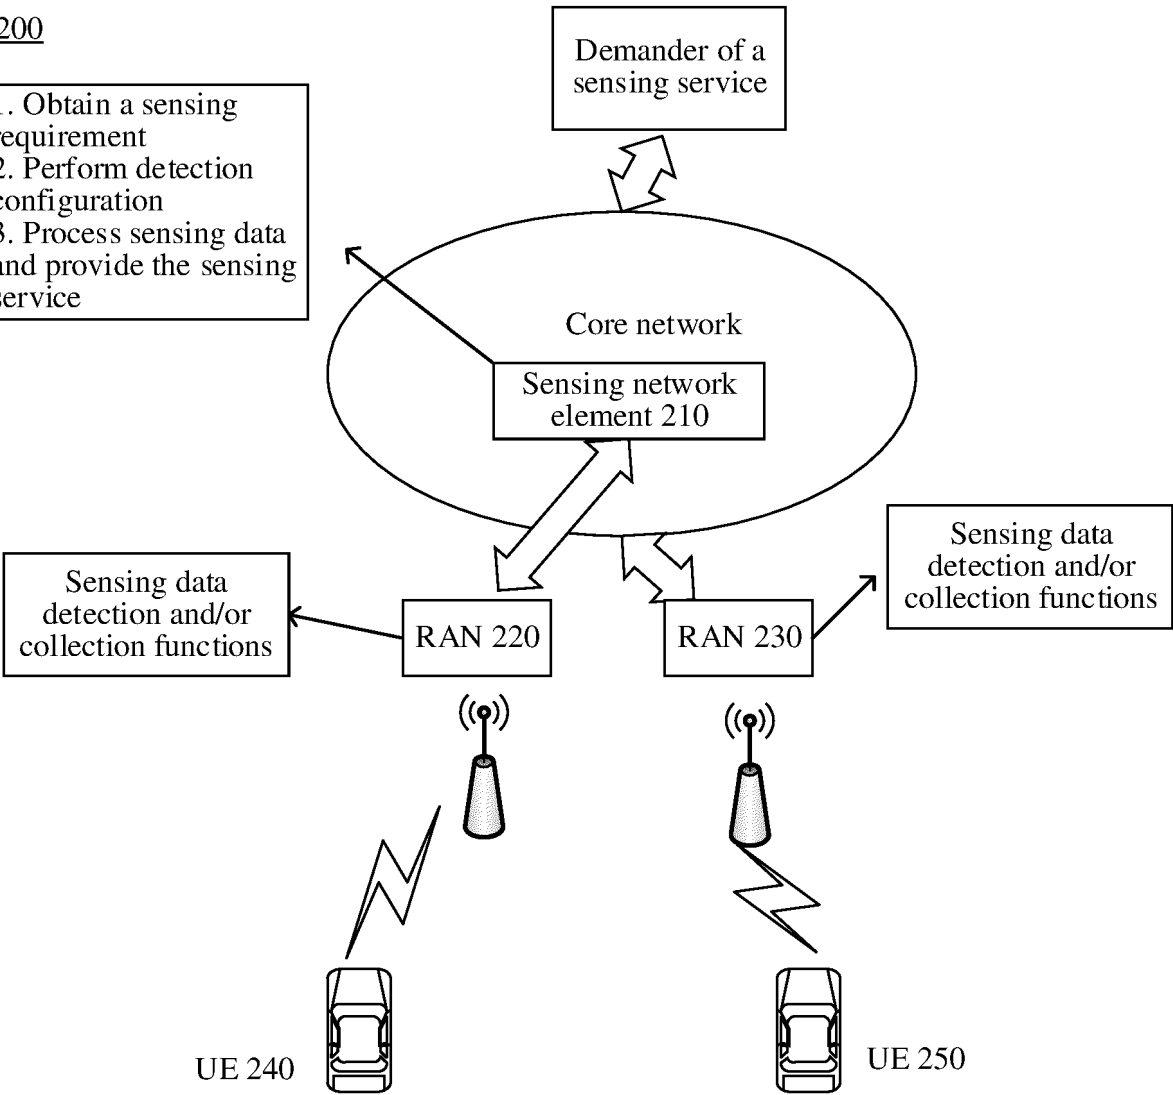 200
Demander of a
sensing service
1. Obtain a sensing
requirement
2. Perform detection
configuration
3. Process sensing data
and provide the sensing
service
Core network
Sensing network
element 210
Sensing data
detection and/or
collection functions
Sensing data
detection and/or
collection functions
RAN 220
RAN 230
UE 240
UE 250